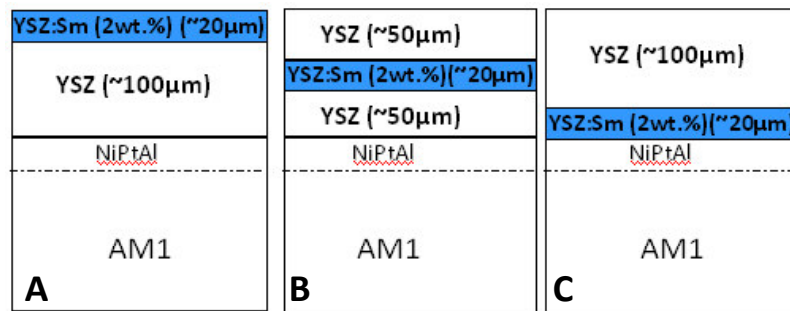 YSZ:Sm (2wt.%) (~20µm)
YSZ (~100µm)
NiPtAl
AM1
A
YSZ (~50µm)
YSZ:Sm (2wt.%)(~20µm)
YSZ (~50µm)
NiPtAl
AM1
B
YSZ (~100µm)
YSZ:Sm (2wt.%)(~20µm)
NiPtAl
AM1
C